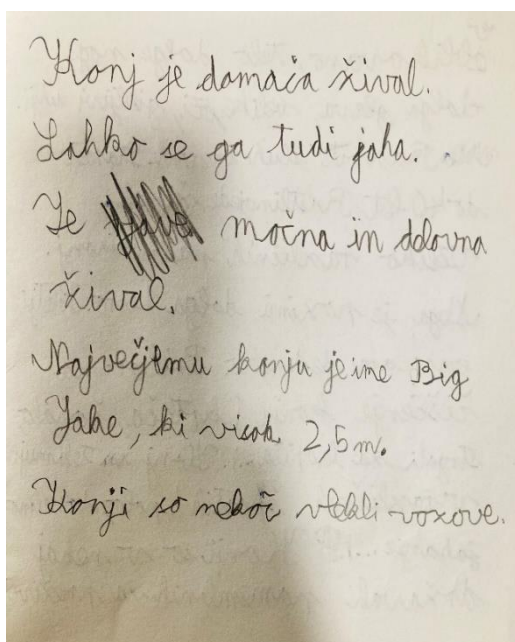 Konj je domača žival.
Lahko se ga tudi jaha.
Je močna in delovna
žival.
Največjemu konju je ime Big
Jake, ki visok 2,5 m.
Konji so nekoč vlekli vozove.